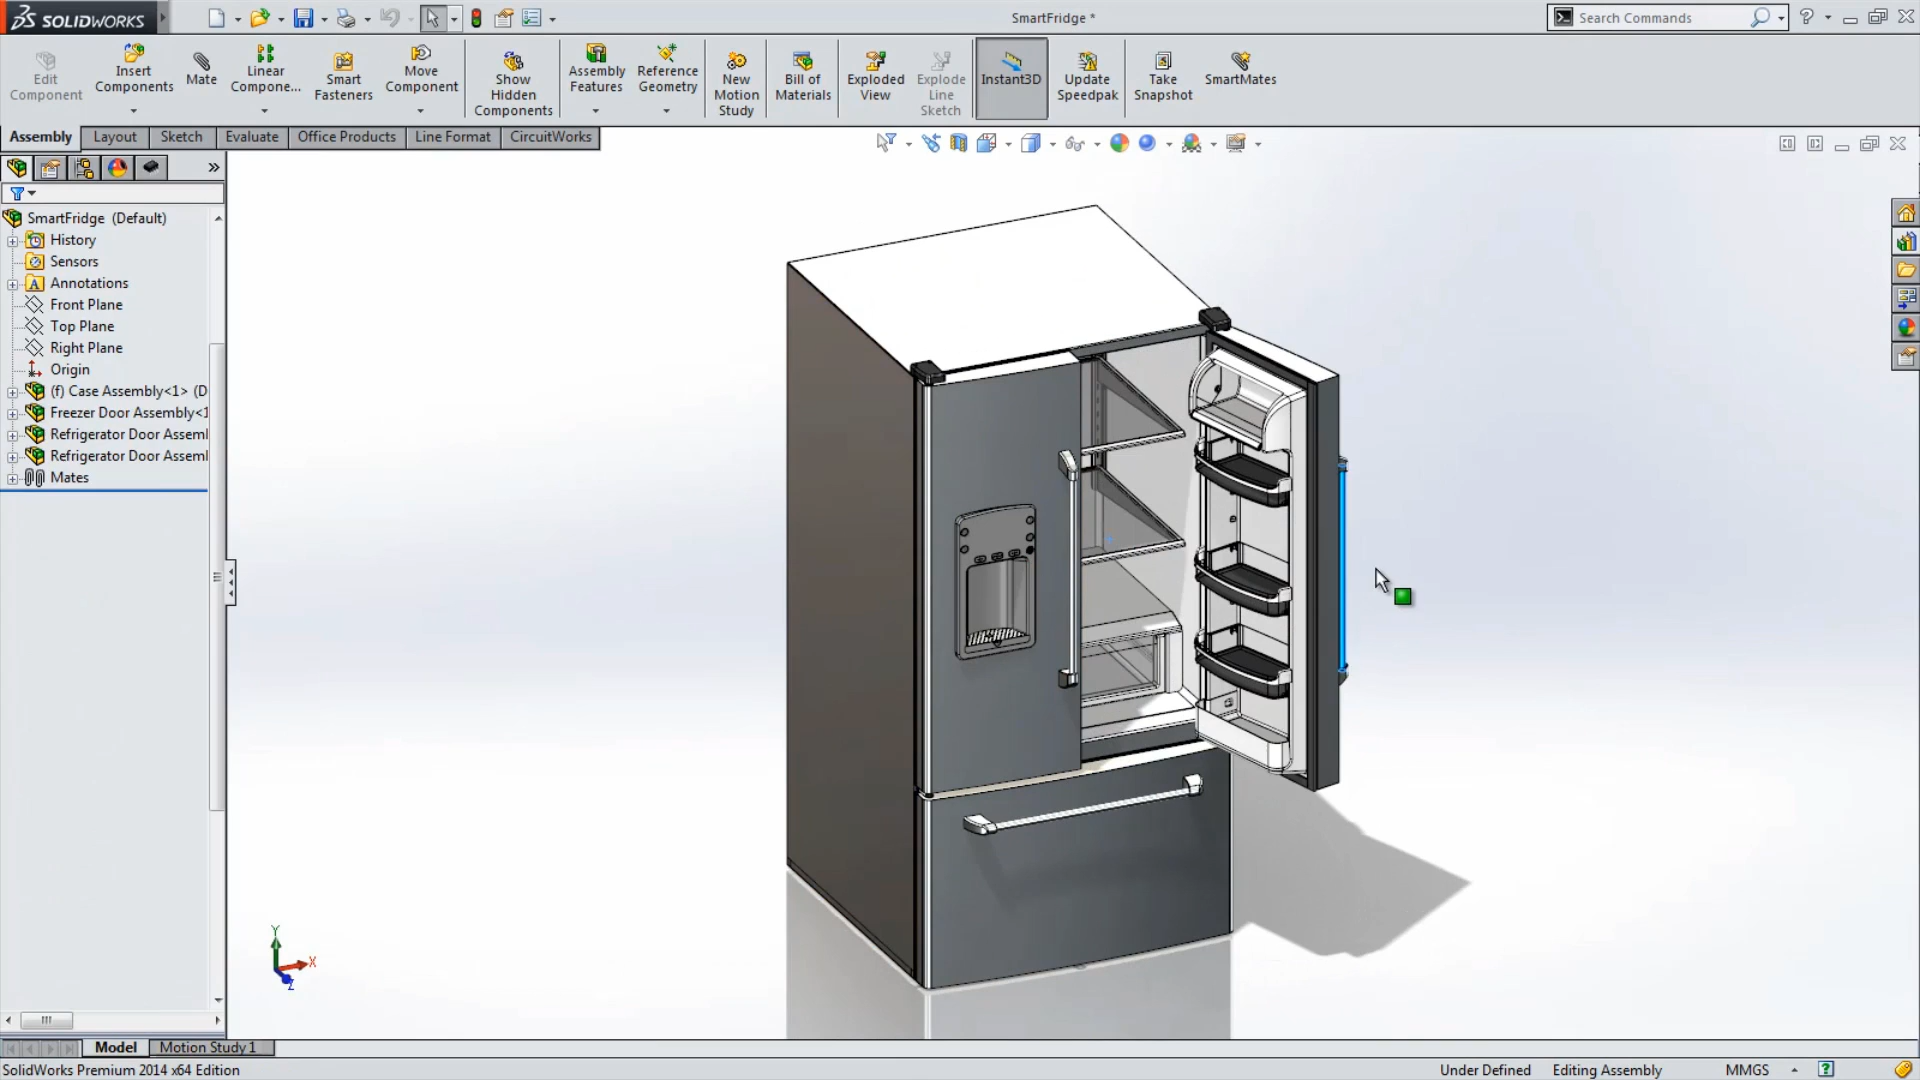 SOLIDWORKS
SmartFridge *
Search Commands
Edit Component
Insert Components
Mate
Linear Compone...
Smart Fasteners
Move Component
Show Hidden Components
Assembly Features
Reference Geometry
New Motion Study
Bill of Materials
Exploded View
Explode Line Sketch
Instant3D
Update Speedpak
Take Snapshot
SmartMates
Assembly
Layout
Sketch
Evaluate
Office Products
Line Format
CircuitWorks
SmartFridge (Default)
History
Sensors
Annotations
Front Plane
Top Plane
Right Plane
Origin
(f) Case Assembly<1> (D
Freezer Door Assembly<1
Refrigerator Door Assembl
Refrigerator Door Assembl
Mates
Y
X
Z
Model
Motion Study 1
SolidWorks Premium 2014 x64 Edition
Under Defined
Editing Assembly
MMGS